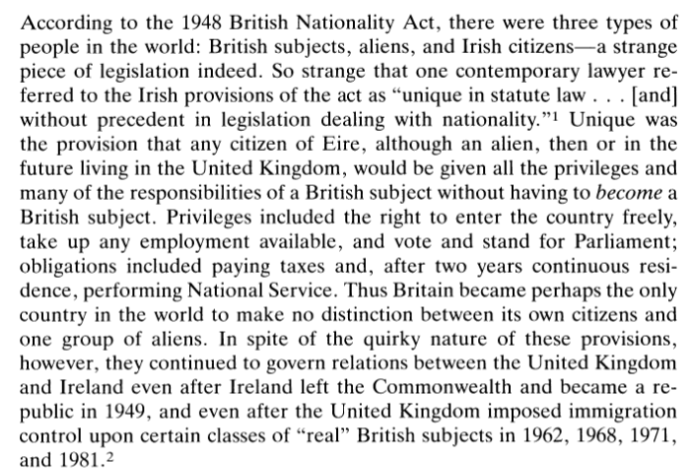 According to the 1948 British Nationality Act, there were three types of
people in the world: British subjects, aliens, and Irish citizens—a strange
piece of legislation indeed. So strange that one contemporary lawyer re-
ferred to the Irish provisions of the act as “unique in statute law . . . [and]
without precedent in legislation dealing with nationality.”1 Unique was
the provision that any citizen of Eire, although an alien, then or in the
future living in the United Kingdom, would be given all the privileges and
many of the responsibilities of a British subject without having to become a
British subject. Privileges included the right to enter the country freely,
take up any employment available, and vote and stand for Parliament;
obligations included paying taxes and, after two years continuous resi-
dence, performing National Service. Thus Britain became perhaps the only
country in the world to make no distinction between its own citizens and
one group of aliens. In spite of the quirky nature of these provisions,
however, they continued to govern relations between the United Kingdom
and Ireland even after Ireland left the Commonwealth and became a re-
public in 1949, and even after the United Kingdom imposed immigration
control upon certain classes of “real” British subjects in 1962, 1968, 1971,
and 1981.2